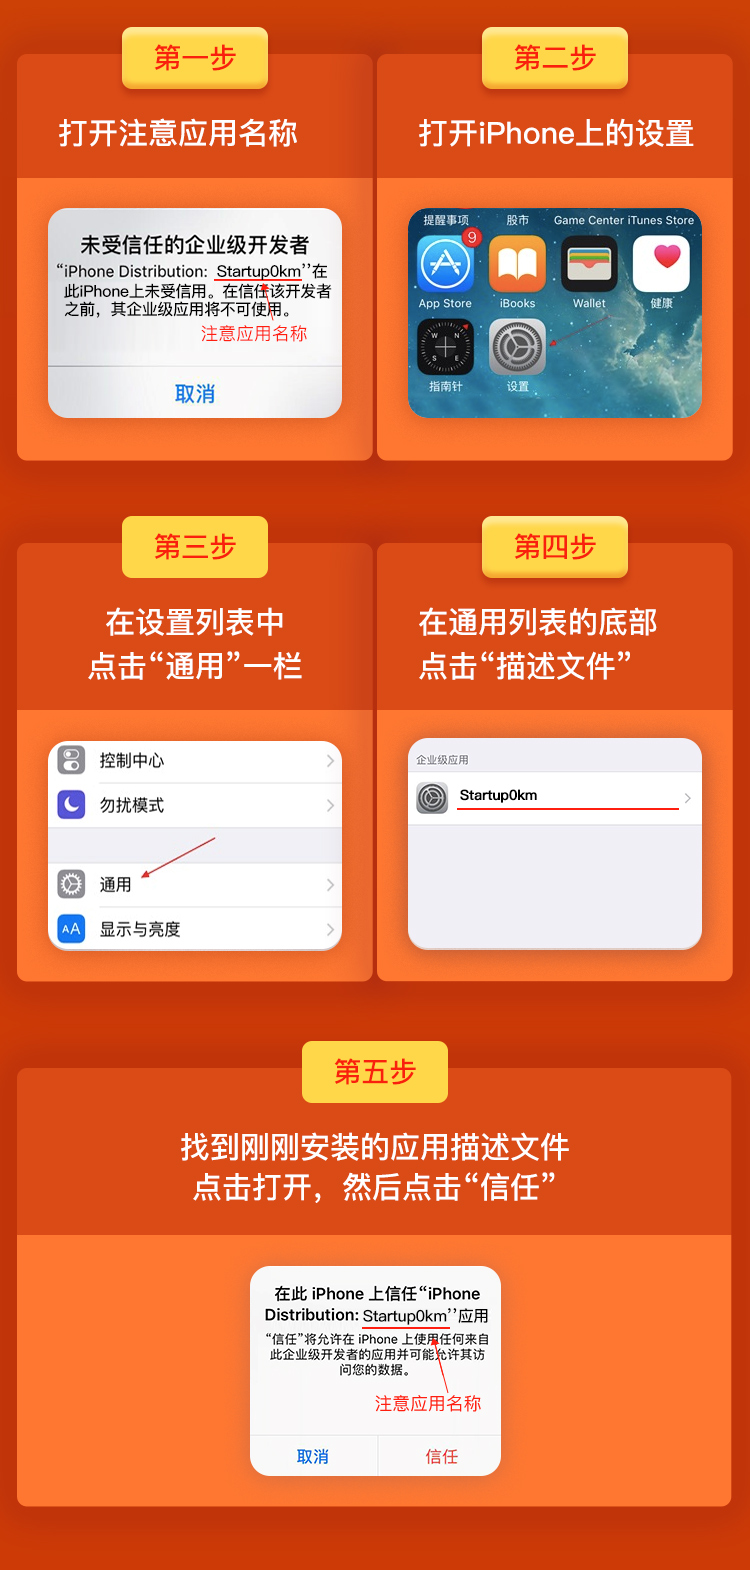 第一步
打开注意应用名称
未受信任的企业级开发者
“iPhone Distribution: Startup0km’’在
此iPhone上未受信用。在信任该开发者
之前，其企业级应用将不可使用。
注意应用名称
取消
第二步
打开iPhone上的设置
提醒事项 股市 Game Center iTunes Store
9
App Store iBooks Wallet 健康
W N S E
指南针 设置
第三步
在设置列表中
点击“通用”一栏
控制中心
勿扰模式
通用
AA 显示与亮度
第四步
在通用列表的底部
点击“描述文件”
企业级应用
Startup0km
第五步
找到刚刚安装的应用描述文件
点击打开，然后点击“信任”
在此 iPhone 上信任“iPhone
Distribution: Startup0km’’应用
“信任”将允许在 iPhone 上使用任何来自
此企业级开发者的应用并可能允许其访
问您的数据。
注意应用名称
取消 信任